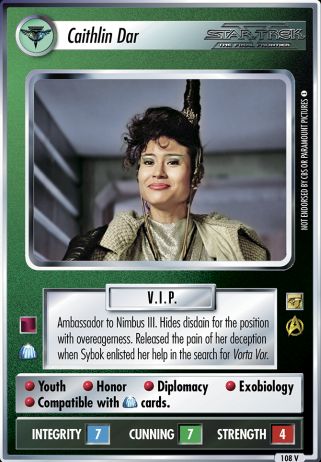 Caithlin Dar
STAR TREK
THE FINAL FRONTIER
NOT ENDORSED BY CBS OR PARAMOUNT PICTURES
V.I.P.
Ambassador to Nimbus III. Hides disdain for the position
with overeagerness. Released the pain of her deception
when Sybok enlisted her help in the search for Vorta Vor.
Youth Honor Diplomacy Exobiology
Compatible with cards.
INTEGRITY 7 CUNNING 7 STRENGTH 4
108 V